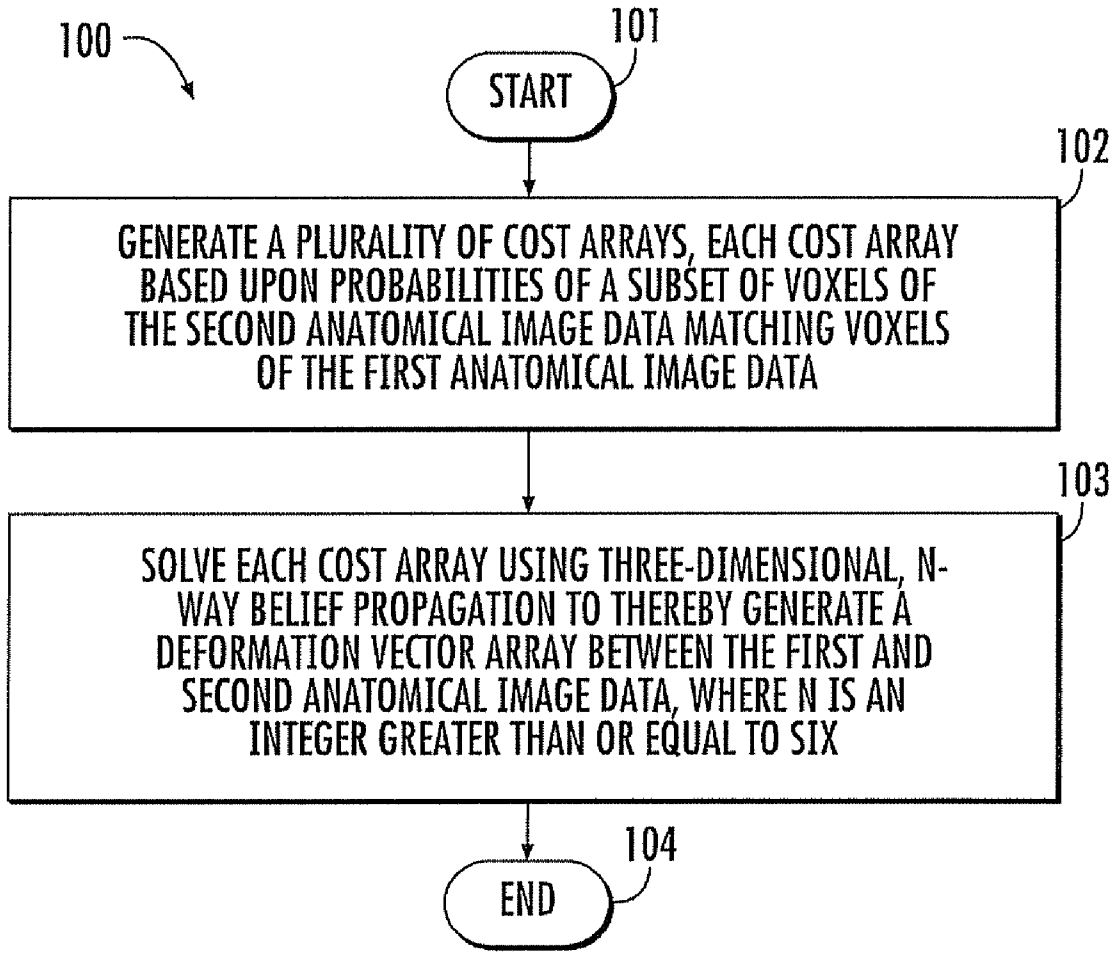 100
101
START
102
GENERATE A PLURALITY OF COST ARRAYS, EACH COST ARRAY
BASED UPON PROBABILITIES OF A SUBSET OF VOXELS OF
THE SECOND ANATOMICAL IMAGE DATA MATCHING VOXELS
OF THE FIRST ANATOMICAL IMAGE DATA
103
SOLVE EACH COST ARRAY USING THREE-DIMENSIONAL, N-
WAY BELIEF PROPAGATION TO THEREBY GENERATE A
DEFORMATION VECTOR ARRAY BETWEEN THE FIRST AND
SECOND ANATOMICAL IMAGE DATA, WHERE N IS AN
INTEGER GREATER THAN OR EQUAL TO SIX
104
END